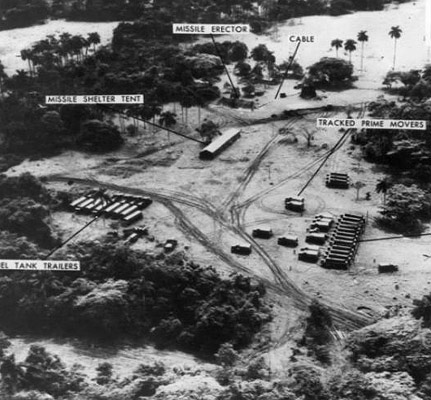 MISSILE ERECTOR
CABLE
MISSILE SHELTER TENT
TRACKED PRIME MOVERS
EL TANK TRAILERS